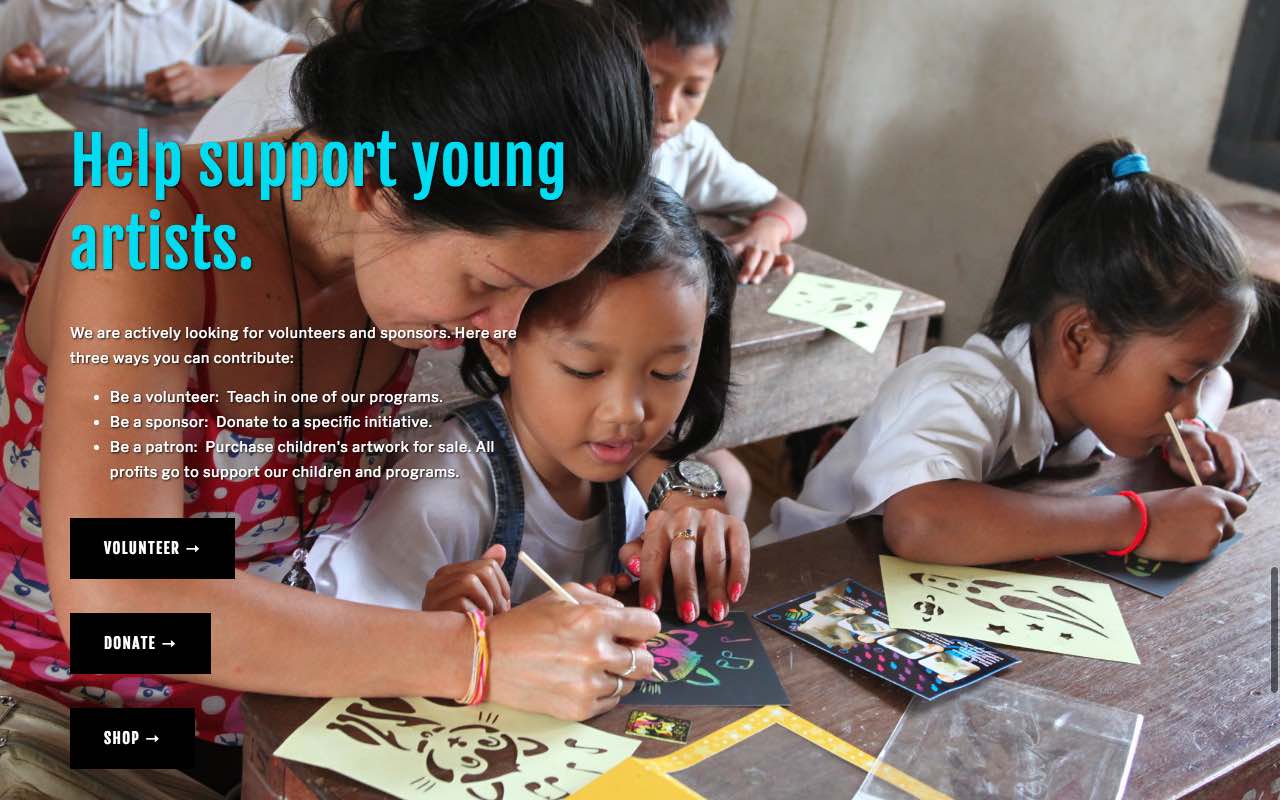 Help support young
artists.
We are actively looking for volunteers and sponsors. Here are
three ways you can contribute:
Be a volunteer:  Teach in one of our programs.
Be a sponsor:  Donate to a specific initiative.
Be a patron:  Purchase children's artwork for sale. All
profits go to support our children and programs.
VOLUNTEER →
DONATE →
SHOP →